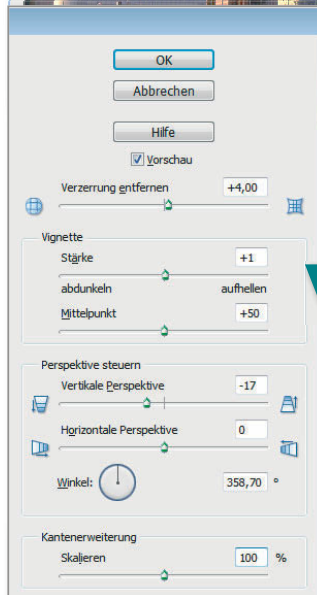 OK
Abbrechen
Hilfe
Vorschau
Verzerrung entfernen +4,00
Vignette
Stärke +1
abdunkeln aufhellen
Mittelpunkt +50
Perspektive steuern
Vertikale Perspektive -17
Horizontale Perspektive 0
Winkel: 358,70 °
Kantenerweiterung
Skalieren 100 %